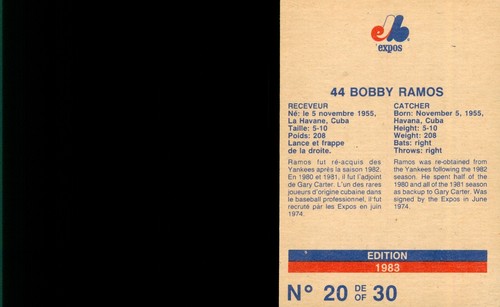 expos
44 BOBBY RAMOS
RECEVEUR
Né: le 5 novembre 1955,
La Havane, Cuba
Taille: 5-10
Poids: 208
Lance et frappe
de la droite.
Ramos fut ré-acquis des
Yankees après la saison 1982.
En 1980 et 1981, il fut l'adjoint
de Gary Carter. L'un des rares
joueurs d'origine cubaine dans
le baseball professionnel, il fut
recruté par les Expos en juin
1974.
CATCHER
Born: November 5, 1955,
Havana, Cuba
Height: 5-10
Weight: 208
Bats: right
Throws: right
Ramos was re-obtained from
the Yankees following the 1982
season. He spent half of the
1980 and all of the 1981 season
as backup to Gary Carter. Was
signed by the Expos in June
1974.
EDITION
1983
N° 20 DE OF 30